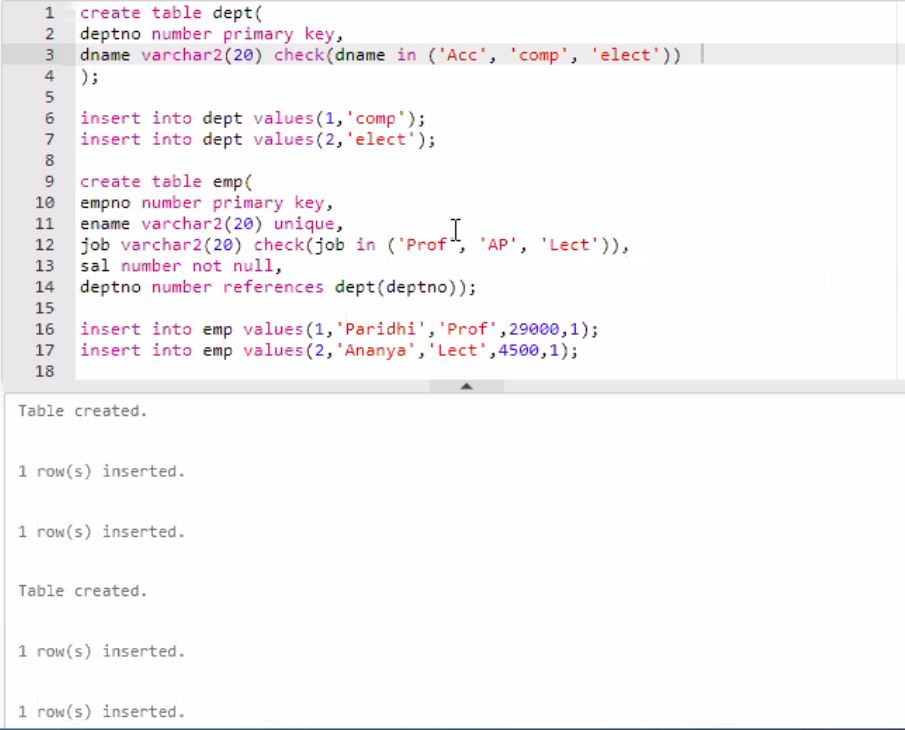 1 create table dept(
2 deptno number primary key,
3 dname varchar2(20) check(dname in ('Acc', 'comp', 'elect'))
4 );
5
6 insert into dept values(1,'comp');
7 insert into dept values(2,'elect');
8
9 create table emp(
10 empno number primary key,
11 ename varchar2(20) unique,
12 job varchar2(20) check(job in ('Prof', 'AP', 'Lect')),
13 sal number not null,
14 deptno number references dept(deptno));
15
16 insert into emp values(1,'Paridhi','Prof',29000,1);
17 insert into emp values(2,'Ananya','Lect',4500,1);
18
Table created.
1 row(s) inserted.
1 row(s) inserted.
Table created.
1 row(s) inserted.
1 row(s) inserted.